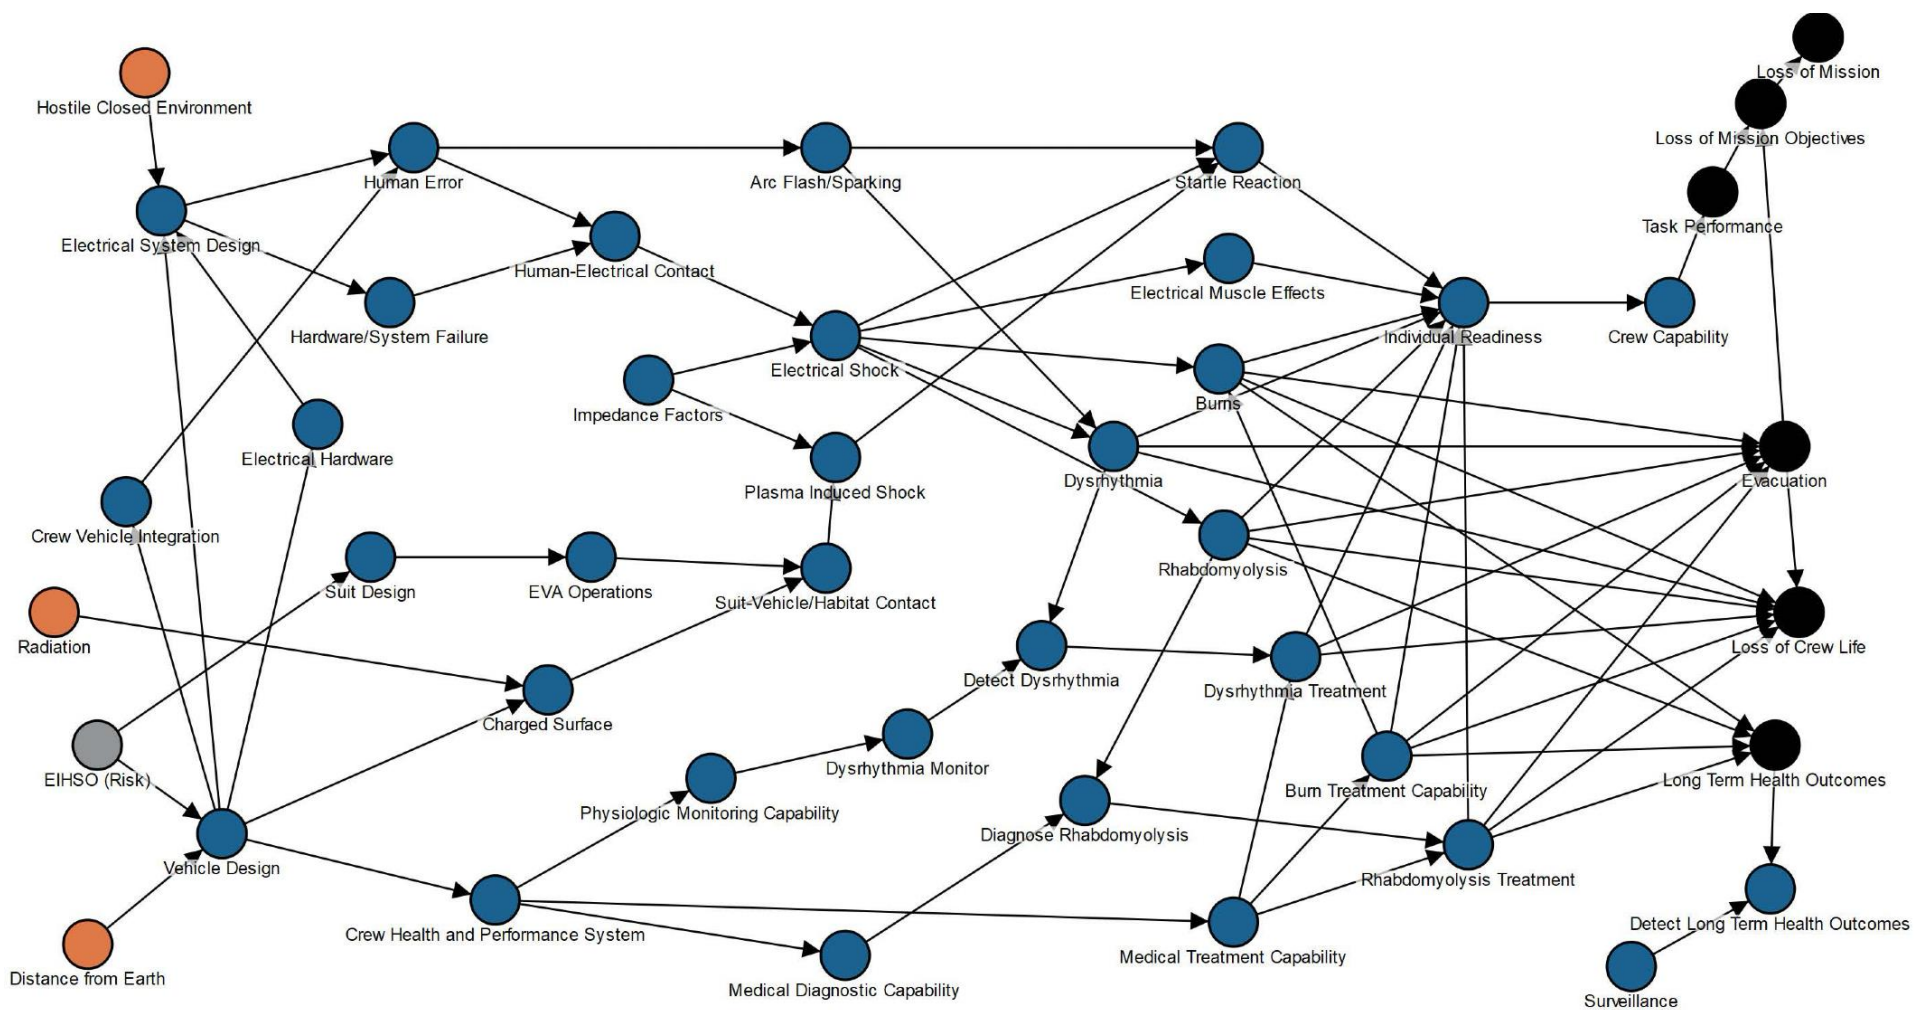 Loss of Mission
Hostile Closed Environment
Loss of Mission Objectives
Human Error
Arc Flash/Sparking
Startle Reaction
Task Performance
Electrical System Design
Human-Electrical Contact
Electrical Muscle Effects
Hardware/System Failure
Individual Readiness
Crew Capability
Electrical Shock
Burns
Impedance Factors
Electrical Hardware
Dysrhythmia
Evacuation
Plasma Induced Shock
Crew Vehicle Integration
Rhabdomyolysis
Suit Design
EVA Operations
Suit-Vehicle/Habitat Contact
Radiation
Loss of Crew Life
Detect Dysrhythmia
Dysrhythmia Treatment
Charged Surface
Dysrhythmia Monitor
EIHSO (Risk)
Long Term Health Outcomes
Burn Treatment Capability
Physiologic Monitoring Capability
Diagnose Rhabdomyolysis
Vehicle Design
Rhabdomyolysis Treatment
Detect Long Term Health Outcomes
Crew Health and Performance System
Medical Treatment Capability
Distance from Earth
Medical Diagnostic Capability
Surveillance